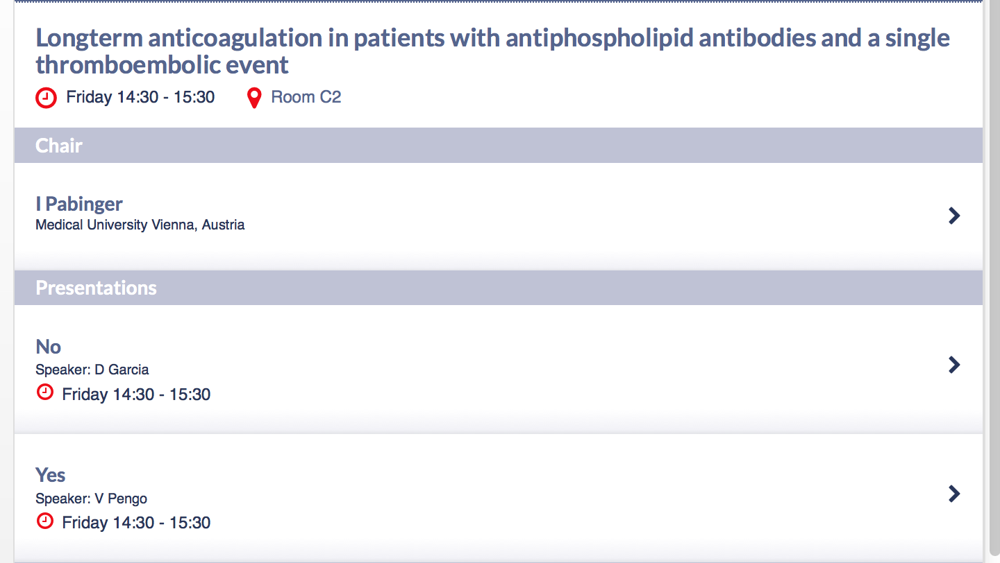 Longterm anticoagulation in patients with antiphospholipid antibodies and a single
thromboembolic event
Friday 14:30 - 15:30 Room C2
Chair
I Pabinger
Medical University Vienna, Austria
Presentations
No
Speaker: D Garcia
Friday 14:30 - 15:30
Yes
Speaker: V Pengo
Friday 14:30 - 15:30